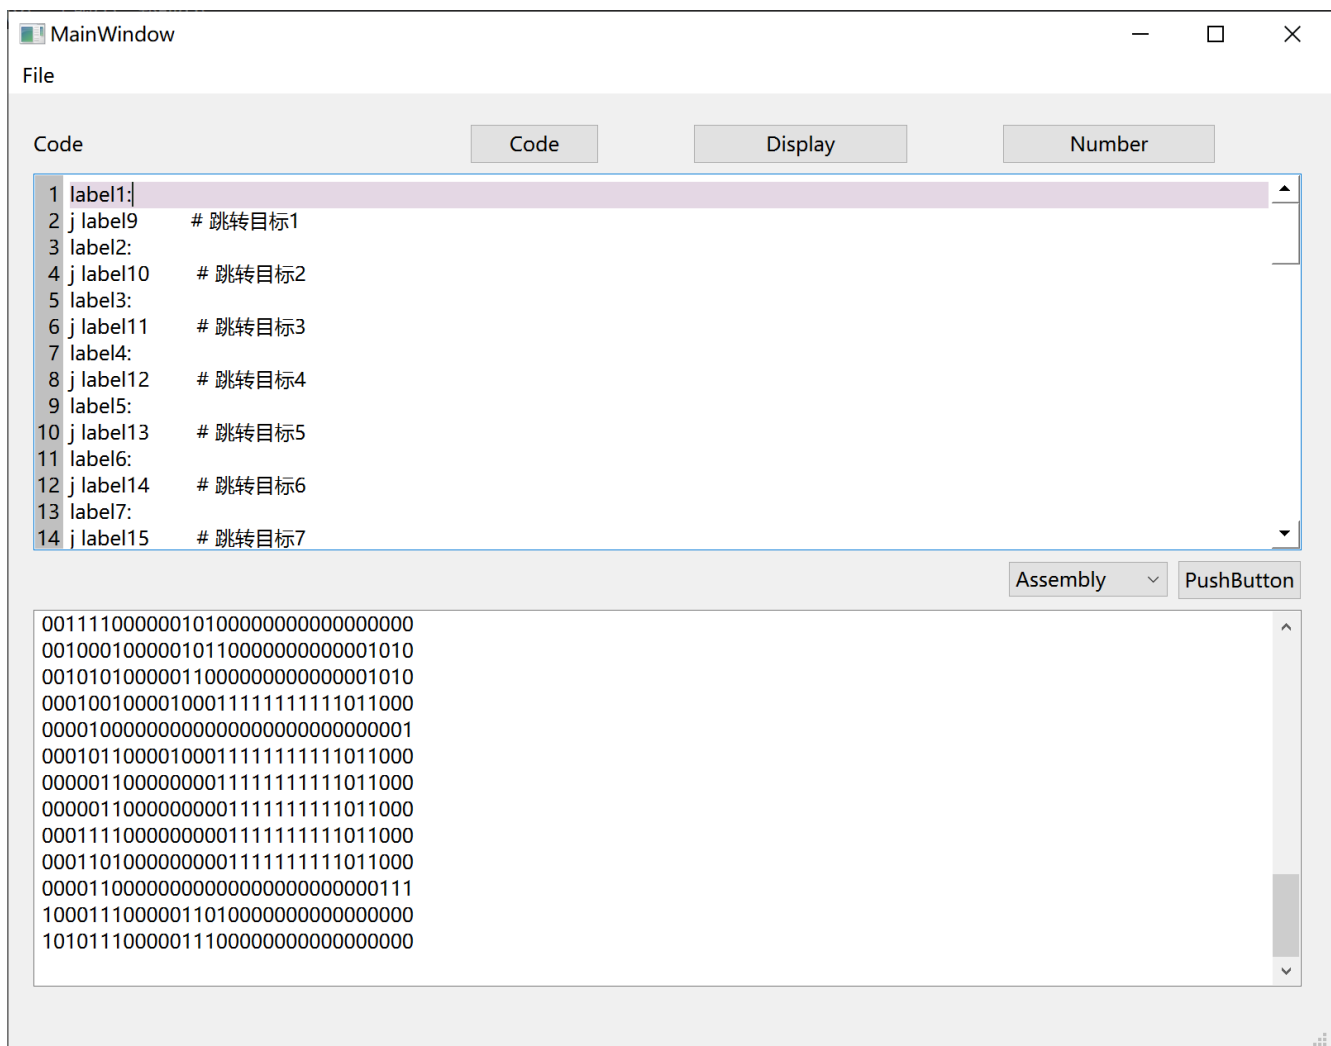 MainWindow
File
Code
Code
Display
Number
1 label1:
2 j label9 # 跳转目标1
3 label2:
4 j label10 # 跳转目标2
5 label3:
6 j label11 # 跳转目标3
7 label4:
8 j label12 # 跳转目标4
9 label5:
10 j label13 # 跳转目标5
11 label6:
12 j label14 # 跳转目标6
13 label7:
14 j label15 # 跳转目标7
Assembly
PushButton
00111100000010100000000000000000
00100010000010110000000000001010
00101010000011000000000000001010
00010010000100011111111111011000
00001000000000000000000000000001
00010110000100011111111111011000
00000110000000011111111111011000
00000110000000001111111111011000
00011110000000001111111111011000
00011010000000001111111111011000
00001100000000000000000000000111
10001110000011010000000000000000
10101110000011100000000000000000